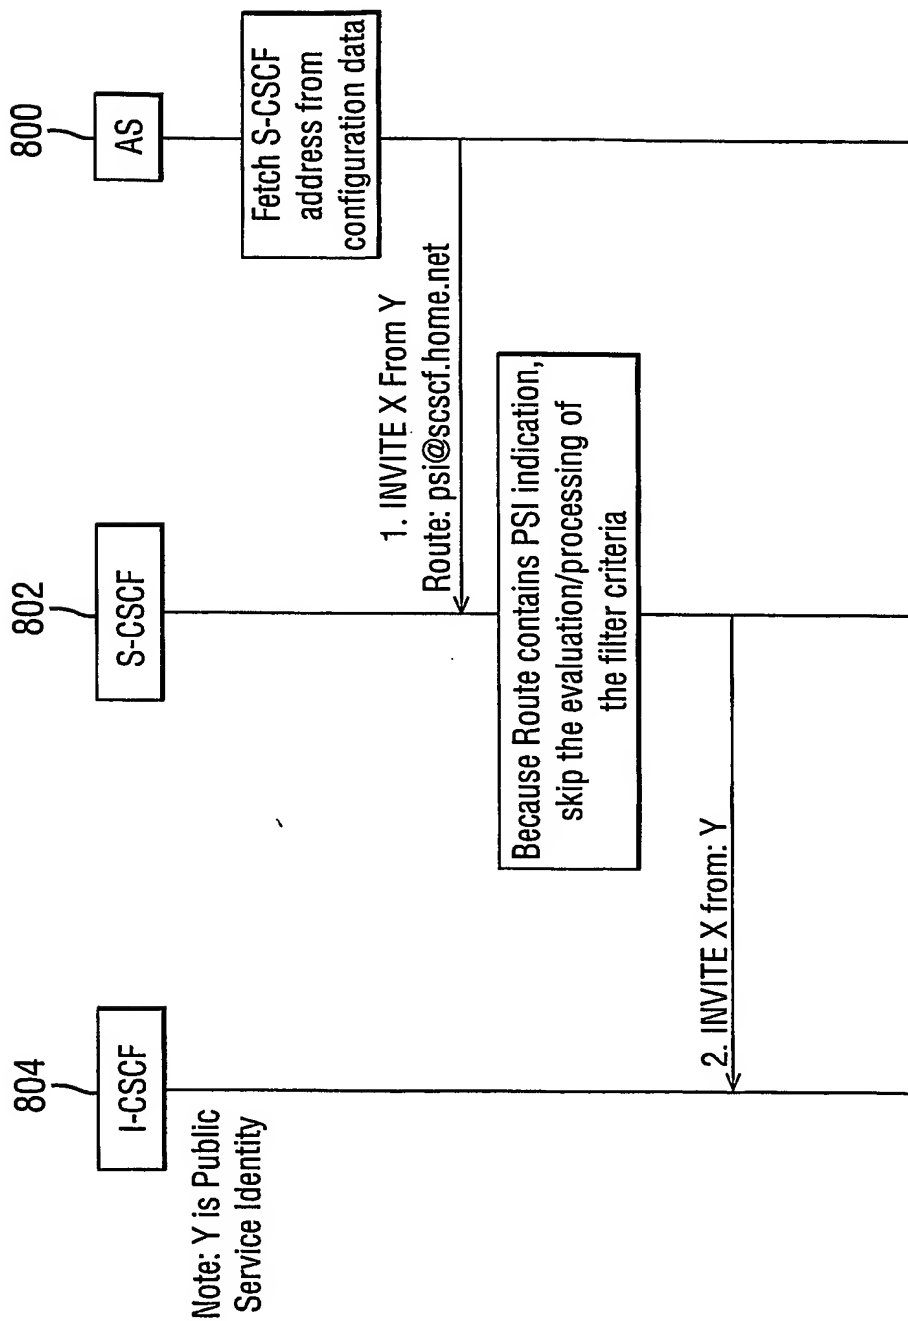 800
AS
Fetch S-CSCF
address from
configuration data
802
S-CSCF
1. INVITE X From Y
Route: psi@scscf.home.net
Because Route contains PSI indication,
skip the evaluation/processing of
the filter criteria
804
I-CSCF
Note: Y is Public
Service Identity
2. INVITE X from: Y